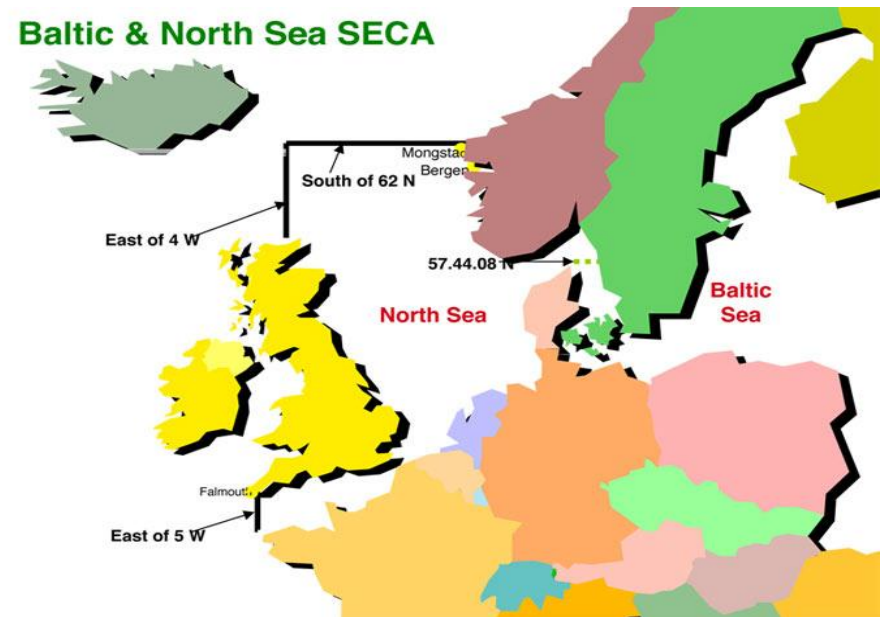 Baltic & North Sea SECA
Mongstad
South of 62 N
Bergen
East of 4 W
57.44.08 N
North Sea
Baltic
Sea
Falmouth
East of 5 W